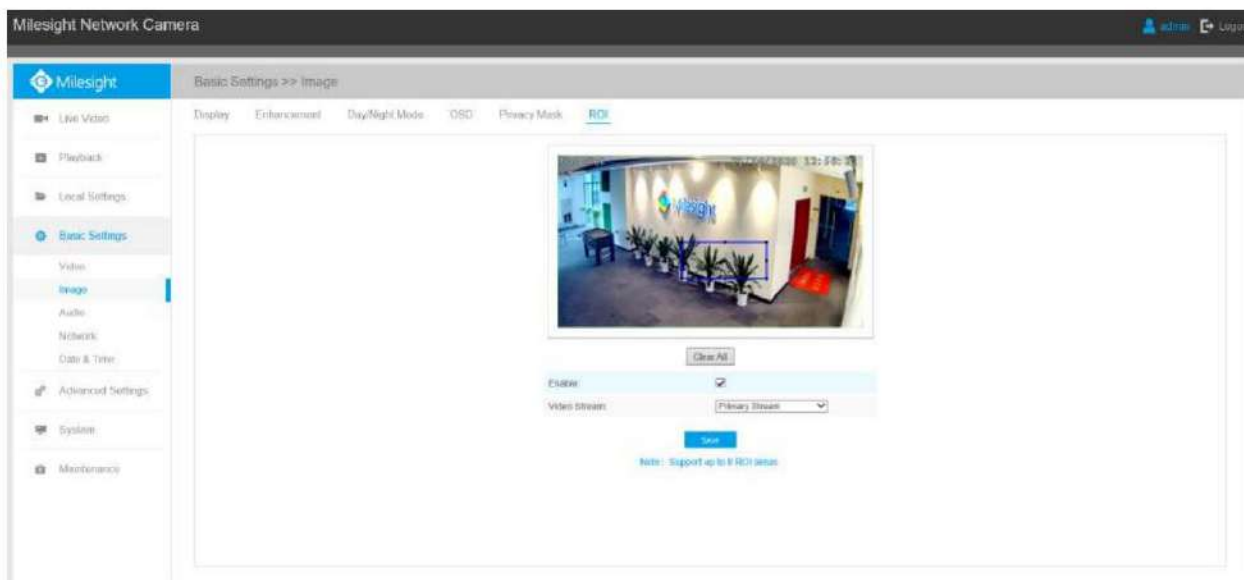 Milesight Network Camera
admin
Milesight
Basic Settings >> Image
Live Video
Display Enhancement Day/Night Mode OSD Privacy Mask ROI
Playback
Local Settings
Milesight
Basic Settings
Video
Image
Audio
Network
Date & Time
Clear All
Enable:
Advanced Settings
Video Stream: Primary Stream
System
Save
Note: Support up to 8 ROI areas
Maintenance